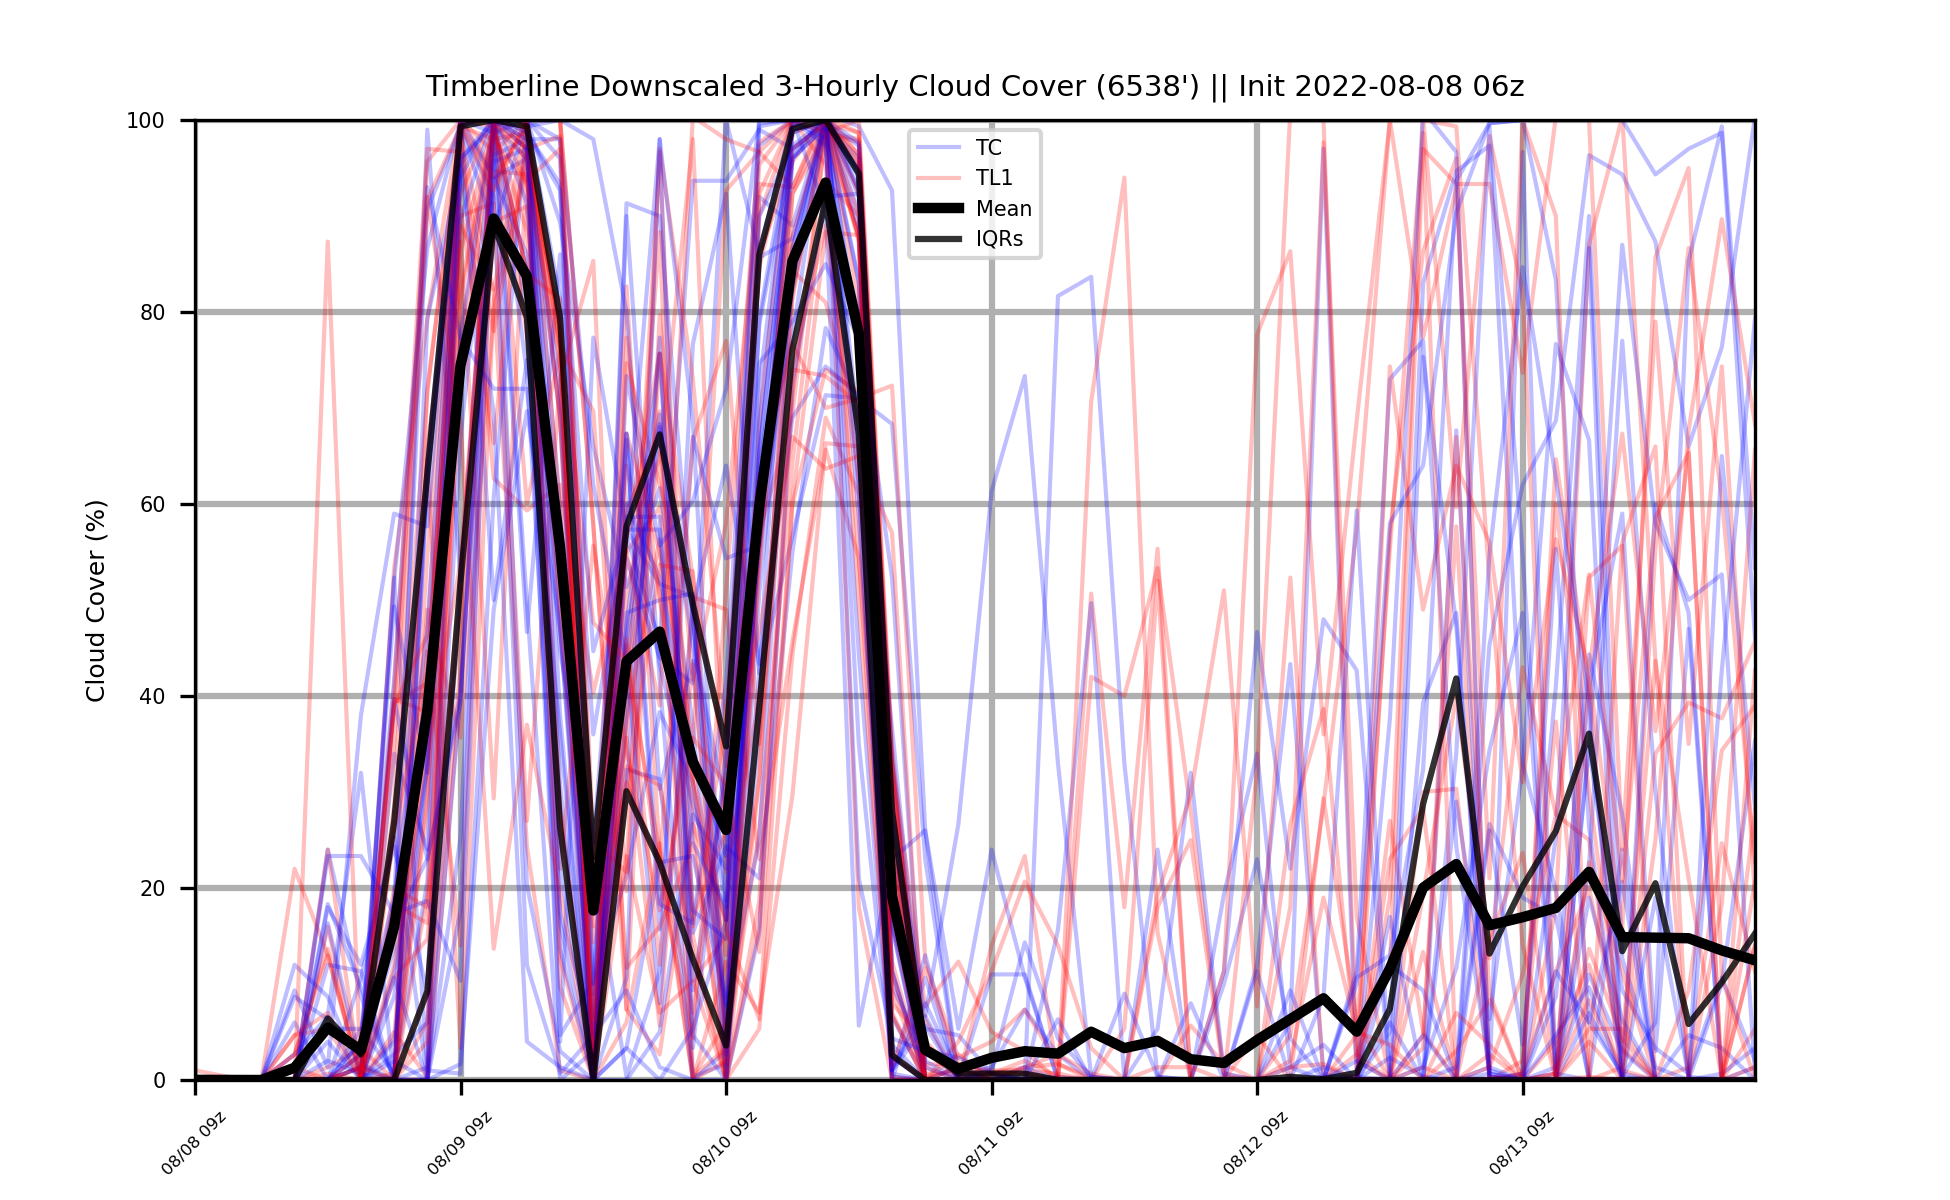 Timberline Downscaled 3-Hourly Cloud Cover (6538') || Init 2022-08-08 06z
Cloud Cover (%)
100
80
60
40
20
0
TC
TL1
Mean
IQRs
08/08 09z
08/09 09z
08/10 09z
08/11 09z
08/12 09z
08/13 09z